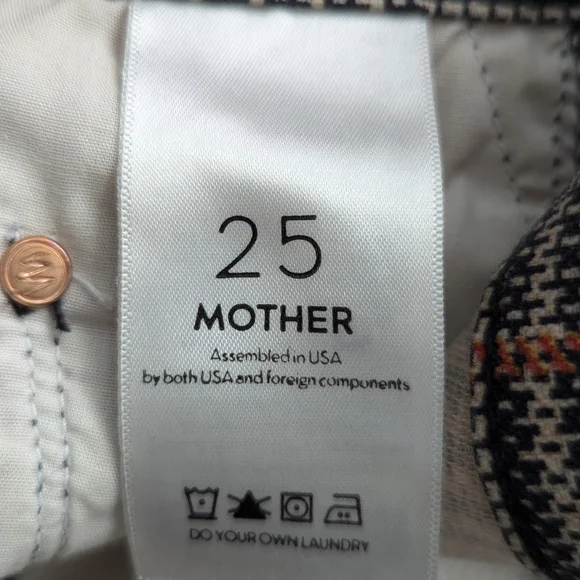 25
MOTHER
Assembled in USA
by both USA and foreign components
DO YOUR OWN LAUNDRY